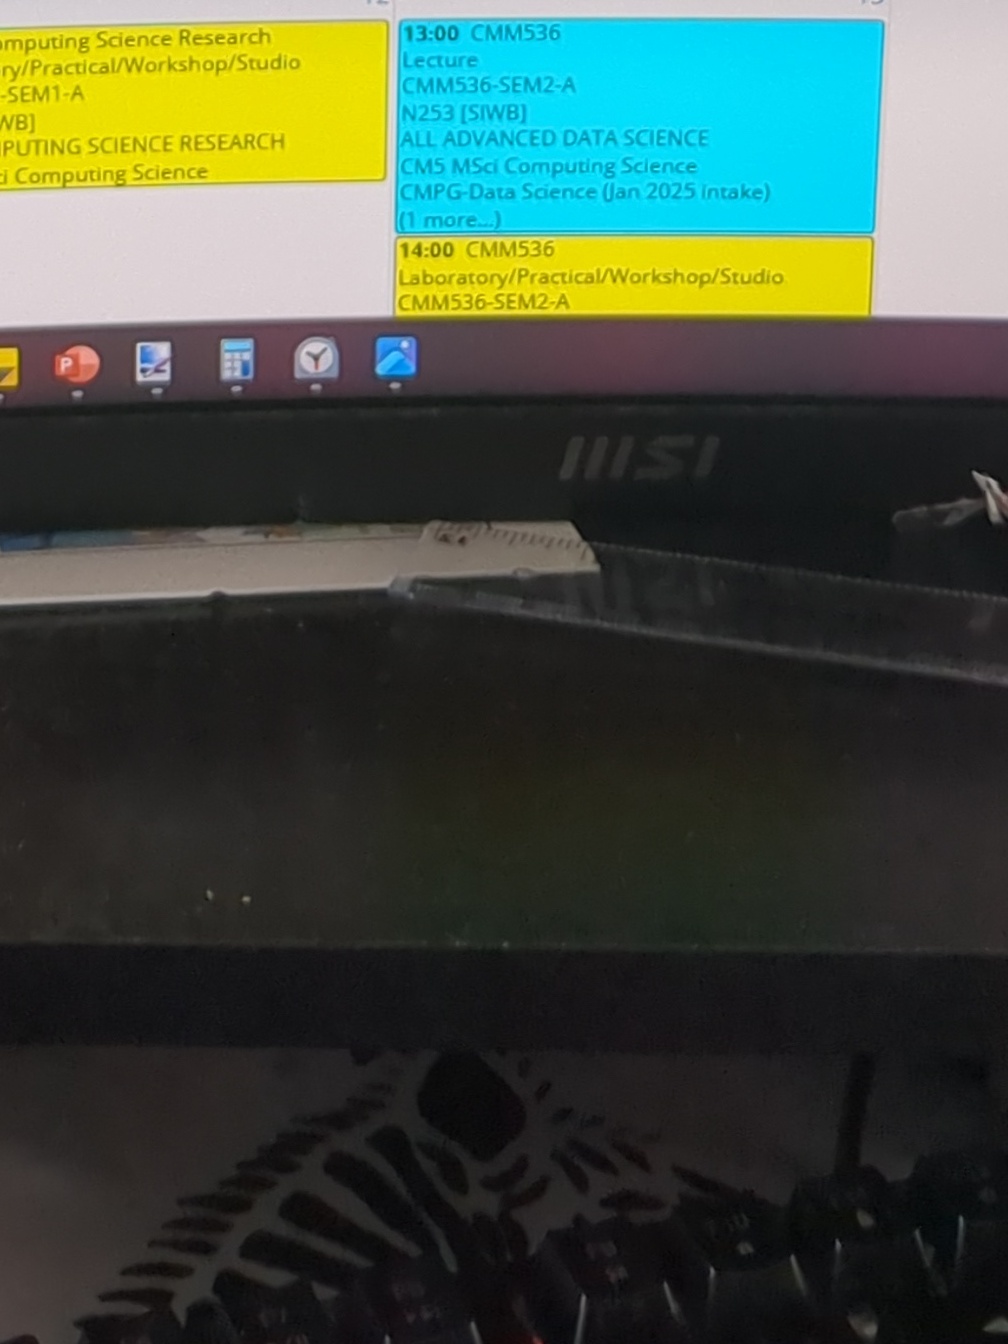 12
omputing Science Research
ry/Practical/Workshop/Studio
-SEM1-A
WB]
PUTING SCIENCE RESEARCH
i Computing Science
13:00 CMM536
Lecture
CMM536-SEM2-A
N253 [SIWB]
ALL ADVANCED DATA SCIENCE
CM5 MSci Computing Science
CMPG-Data Science (Jan 2025 intake)
(1 more...)
14:00 CMM536
Laboratory/Practical/Workshop/Studio
CMM536-SEM2-A
P
msi